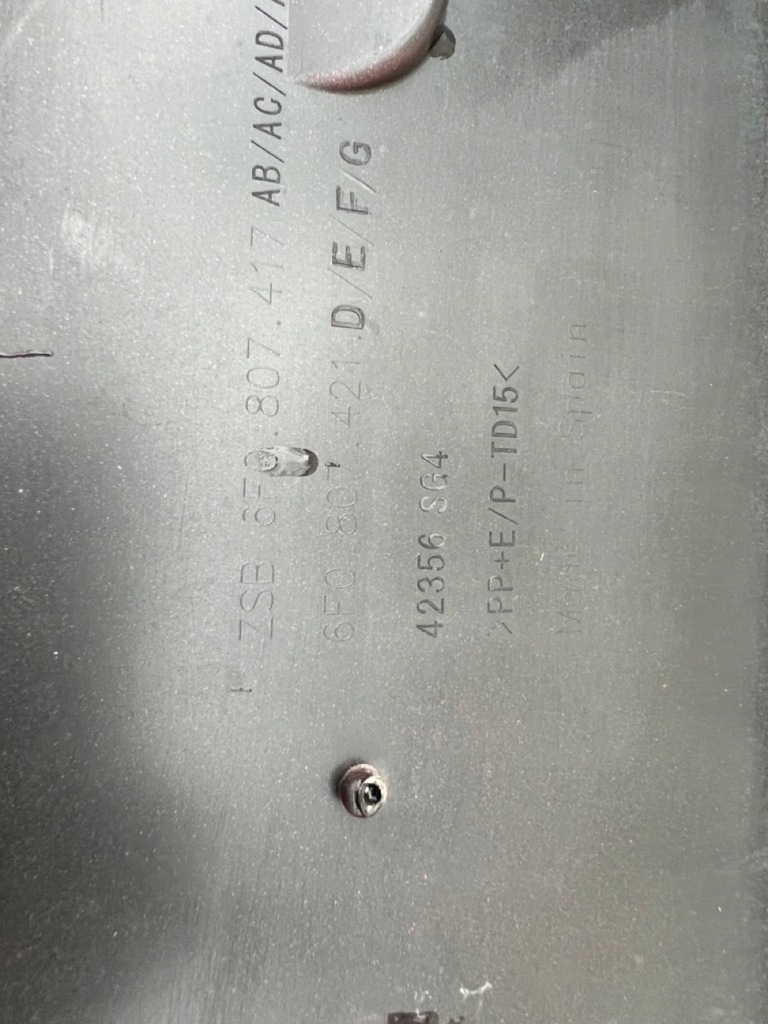 ZSB 6F0.807.417 AB/AC/AD/
6F0.807.421.D/E/F/G
42356 SG4
>PP+E/P-TD15<
Made in Spain